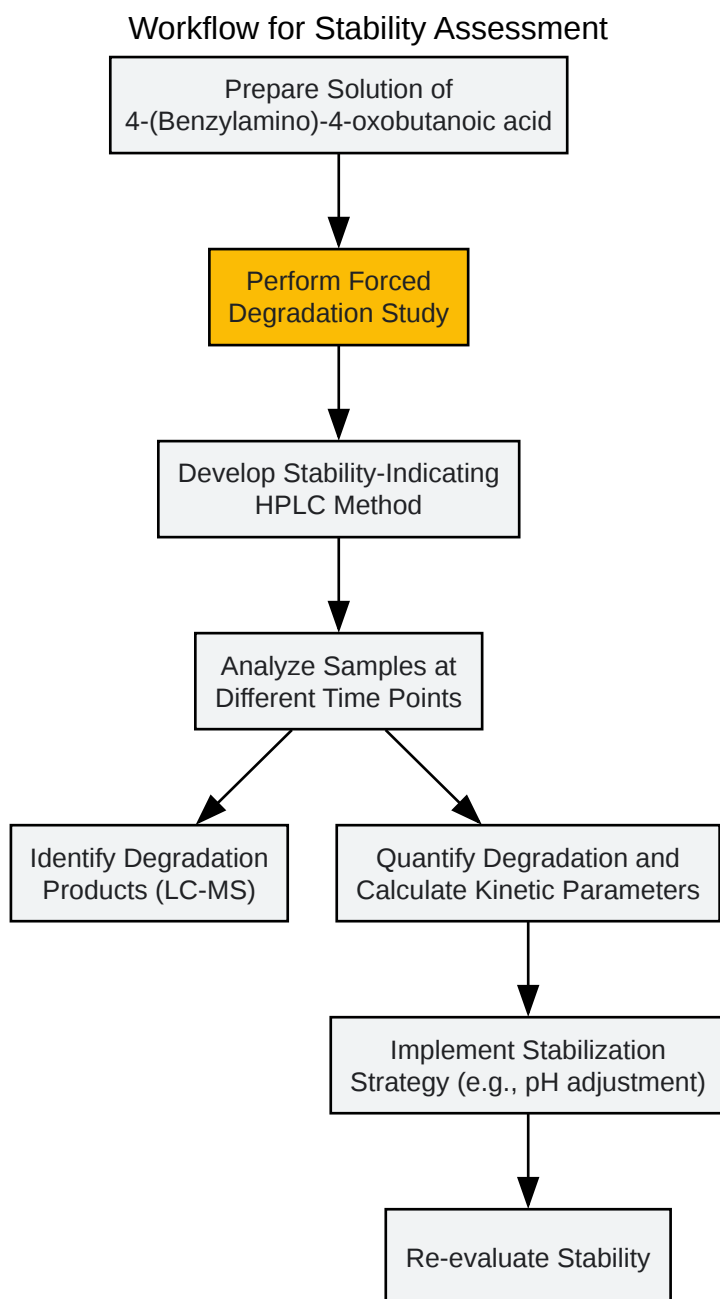 Workflow for Stability Assessment
Prepare Solution of
4-(Benzylamino)-4-oxobutanoic acid
Perform Forced
Degradation Study
Develop Stability-Indicating
HPLC Method
Analyze Samples at
Different Time Points
Identify Degradation
Products (LC-MS)
Quantify Degradation and
Calculate Kinetic Parameters
Implement Stabilization
Strategy (e.g., pH adjustment)
Re-evaluate Stability